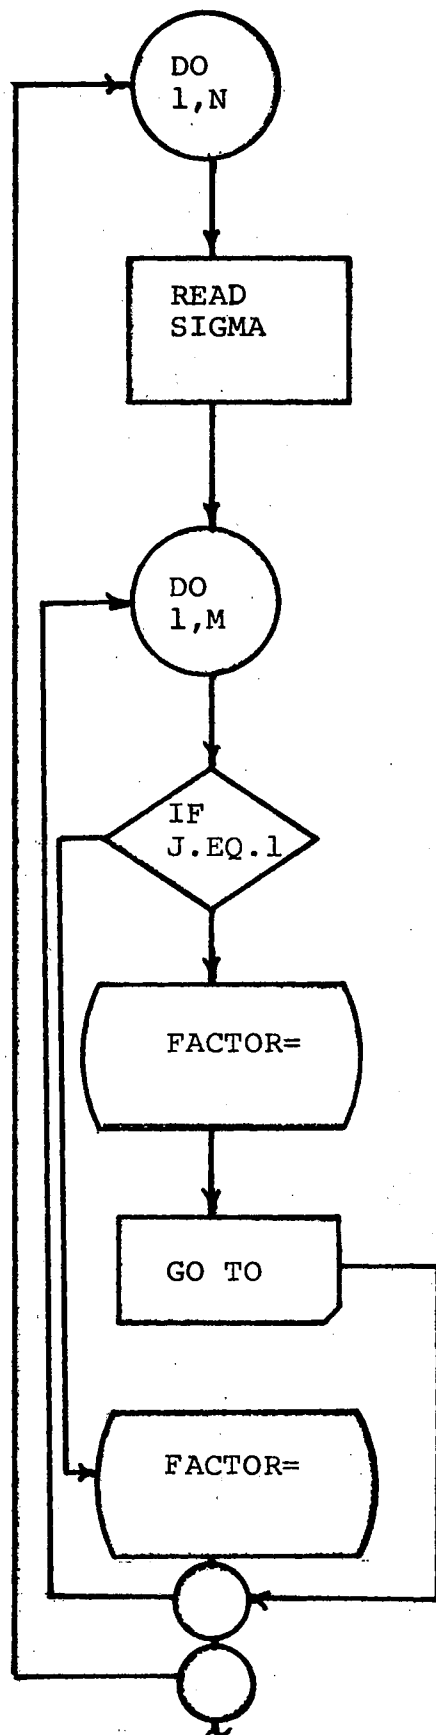 DO
1,N
READ
SIGMA
DO
1,M
IF
J.EQ.1
FACTOR=
GO TO
FACTOR=